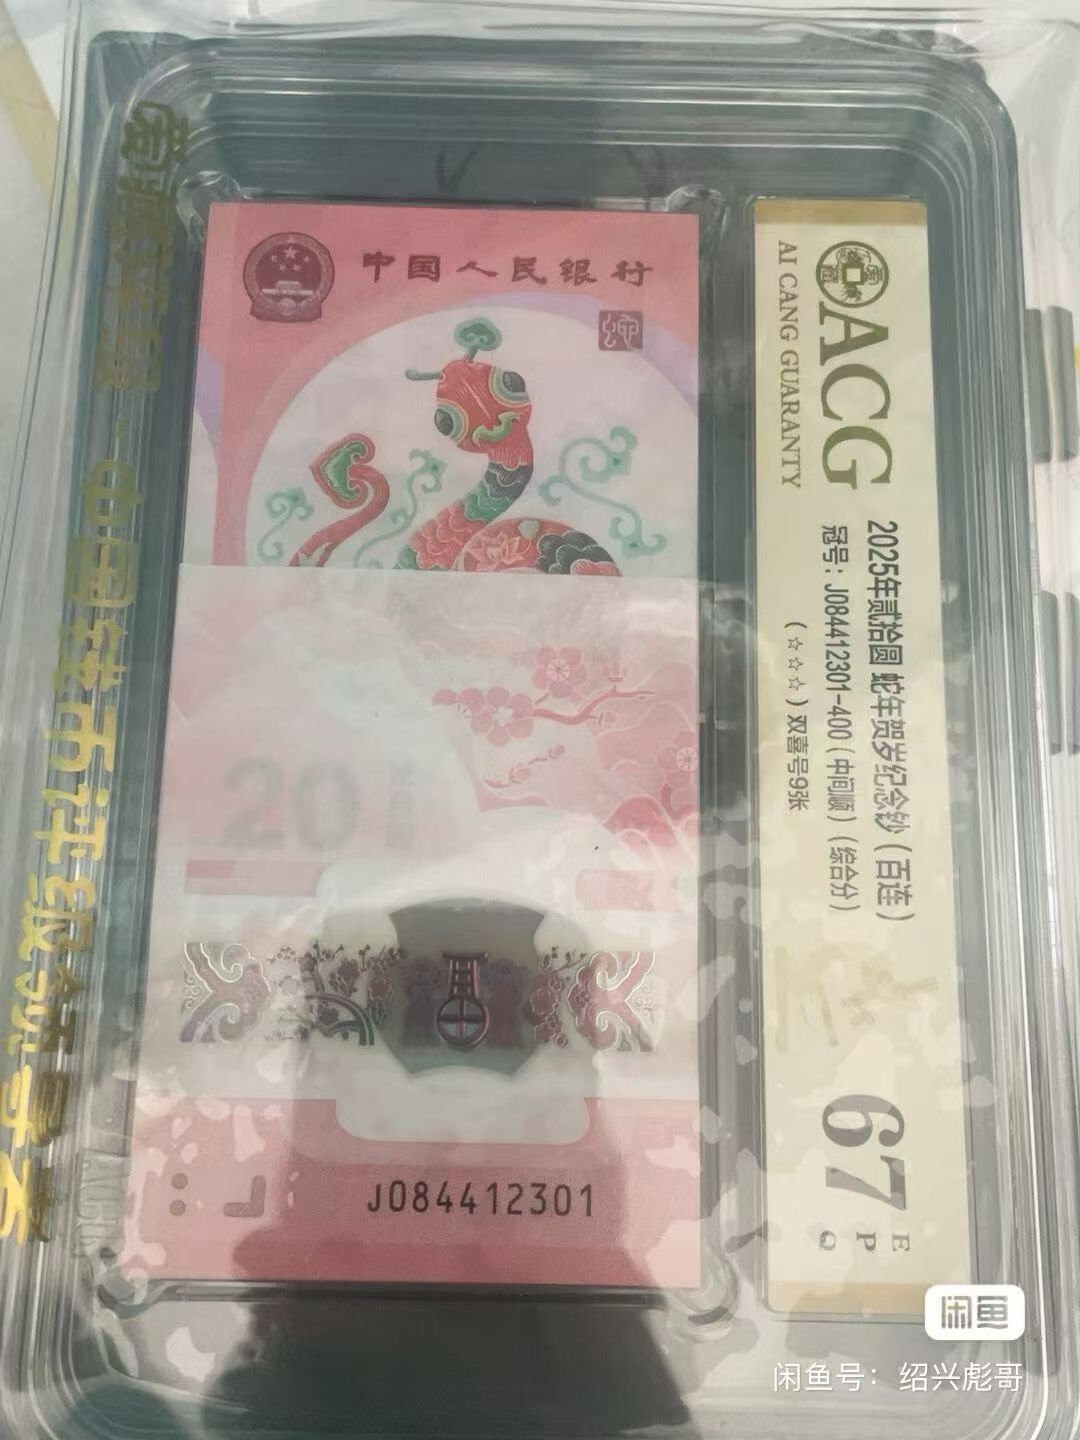 中国人民银行
蛇
20
J084412301
ACG
AI CANG GUARANTY
2025年贰拾圆 蛇年贺岁纪念钞（百连）
冠号：J084412301-400（中间顺）（综合分）
（☆☆☆）双喜号9张
67
E
P
Q
爱藏评级-中国钱币评级领导者
闲鱼
闲鱼号：绍兴彪哥